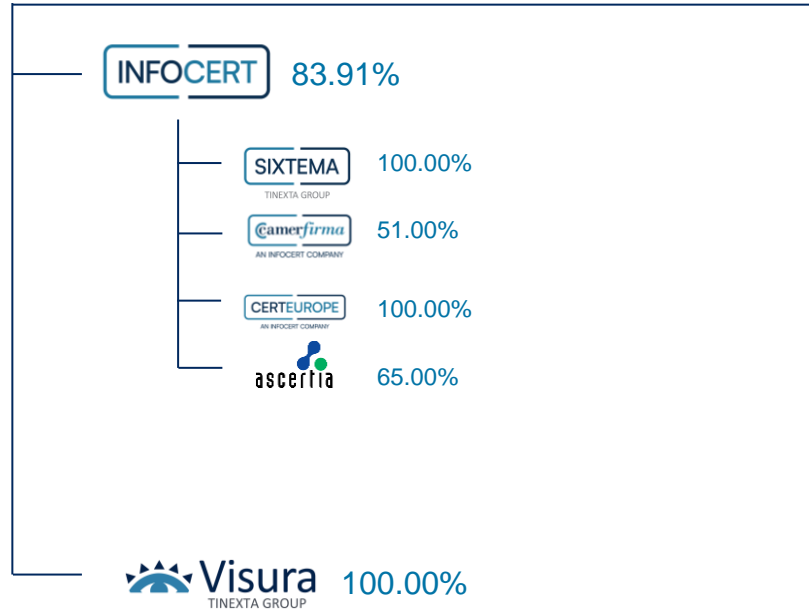 INFOCERT 83.91%
SIXTEMA 100.00%
TINEXTA GROUP
Camerfirma 51.00%
AN INFOCERT COMPANY
CERTEUROPE 100.00%
AN INFOCERT COMPANY
ascertia 65.00%
Visura 100.00%
TINEXTA GROUP